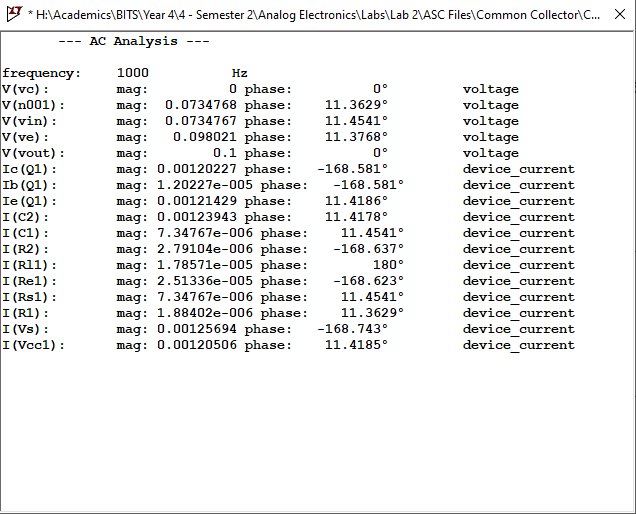 * H:\Academics\BITS\Year 4\4 - Semester 2\Analog Electronics\Labs\Lab 2\ASC Files\Common Collector\C...
--- AC Analysis ---
frequency: 1000 Hz
V(vc): mag: 0 phase: 0° voltage
V(n001): mag: 0.0734768 phase: 11.3629° voltage
V(vin): mag: 0.0734767 phase: 11.4541° voltage
V(ve): mag: 0.098021 phase: 11.3768° voltage
V(vout): mag: 0.1 phase: 0° voltage
Ic(Q1): mag: 0.00120227 phase: -168.581° device_current
Ib(Q1): mag: 1.20227e-005 phase: -168.581° device_current
Ie(Q1): mag: 0.00121429 phase: 11.4186° device_current
I(C2): mag: 0.00123943 phase: 11.4178° device_current
I(C1): mag: 7.34767e-006 phase: 11.4541° device_current
I(R2): mag: 2.79104e-006 phase: -168.637° device_current
I(Rl1): mag: 1.78571e-005 phase: 180° device_current
I(Re1): mag: 2.51336e-005 phase: -168.623° device_current
I(Rs1): mag: 7.34767e-006 phase: 11.4541° device_current
I(R1): mag: 1.88402e-006 phase: 11.3629° device_current
I(Vs): mag: 0.00125694 phase: -168.743° device_current
I(Vcc1): mag: 0.00120506 phase: 11.4185° device_current